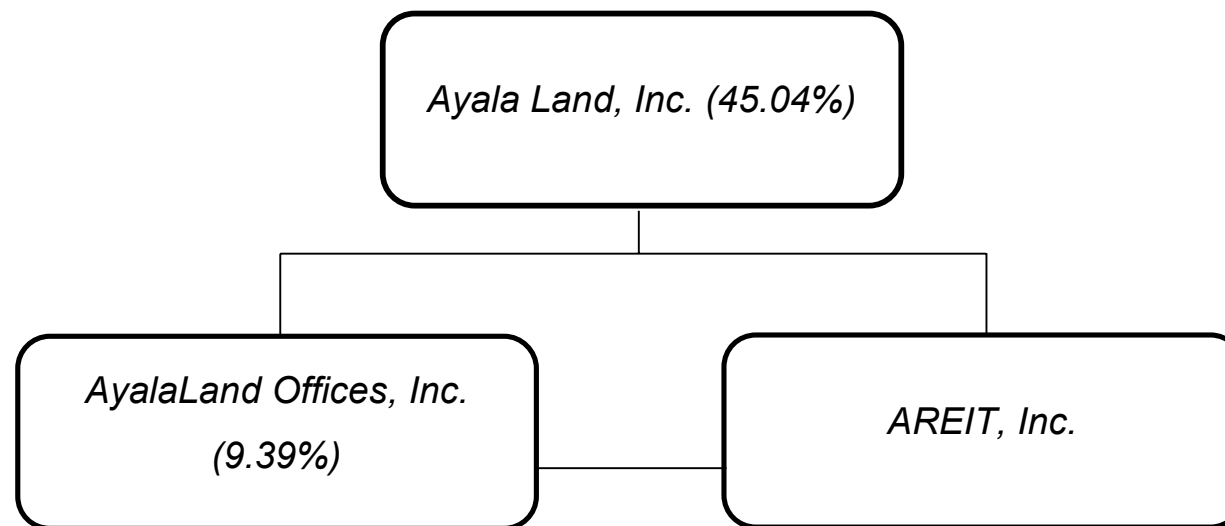 Ayala Land, Inc. (45.04%)
AyalaLand Offices, Inc.
(9.39%)
AREIT, Inc.